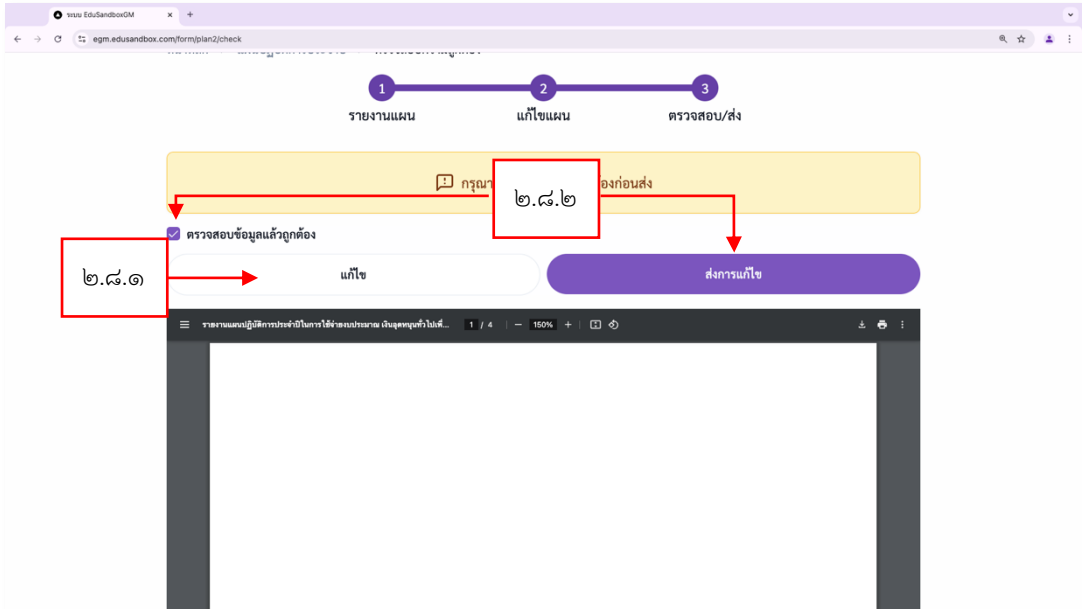 ระบบ EduSandboxGM
egm.edusandbox.com/form/plan2/check
1 2 3
รายงานแผน แก้ไขแผน ตรวจสอบ/ส่ง
กรุณา
องก่อนส่ง
๒.๘.๒
ตรวจสอบข้อมูลแล้วถูกต้อง
๒.๘.๑
แก้ไข ส่งการแก้ไข
รายงานแผนปฏิบัติการประจำปีในการใช้จ่ายงบประมาณ เงินอุดหนุนทั่วไปเพื่... 1 / 4 150%